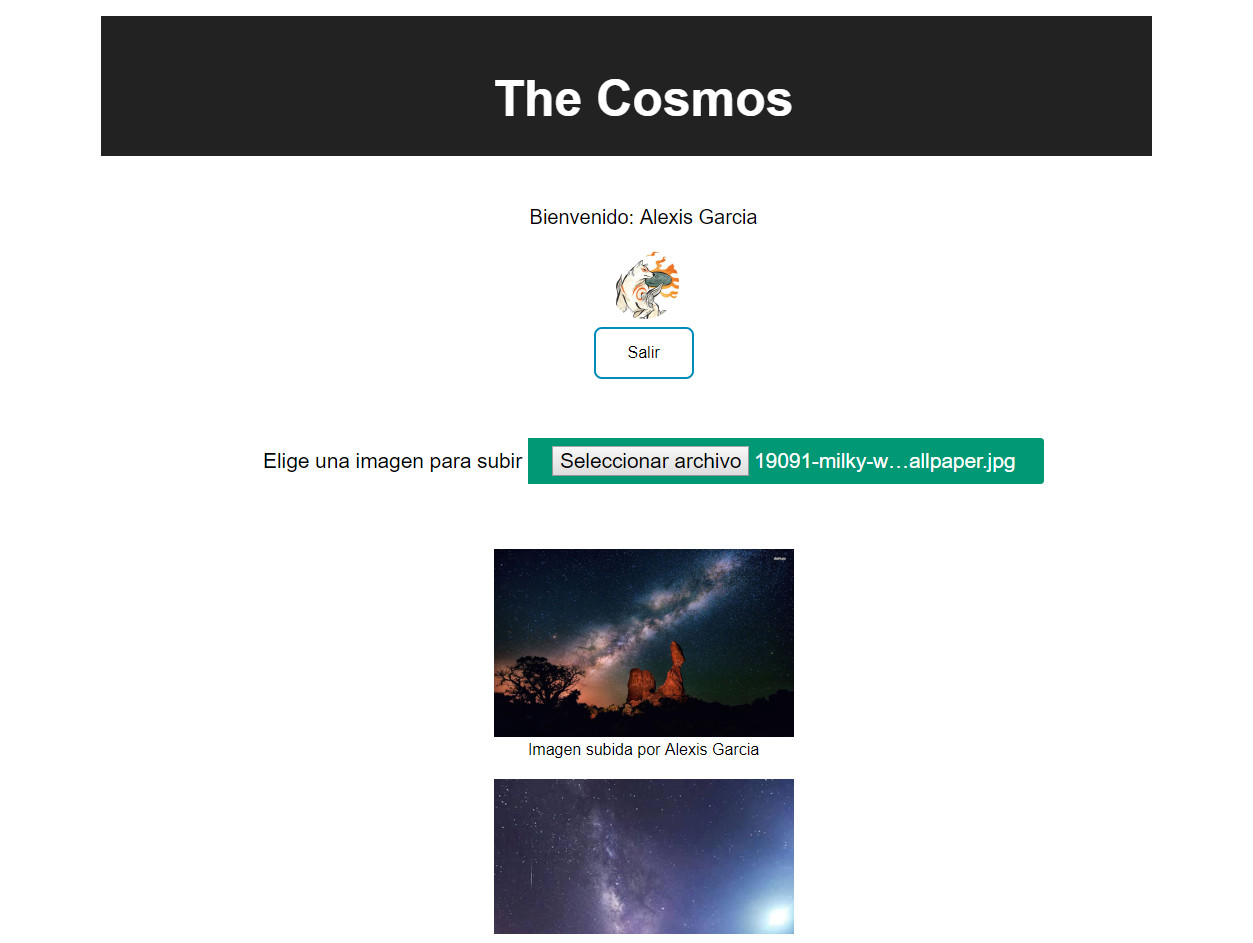 The Cosmos
Bienvenido: Alexis Garcia
Salir
Elige una imagen para subir Seleccionar archivo 19091-milky-w…allpaper.jpg
Imagen subida por Alexis Garcia